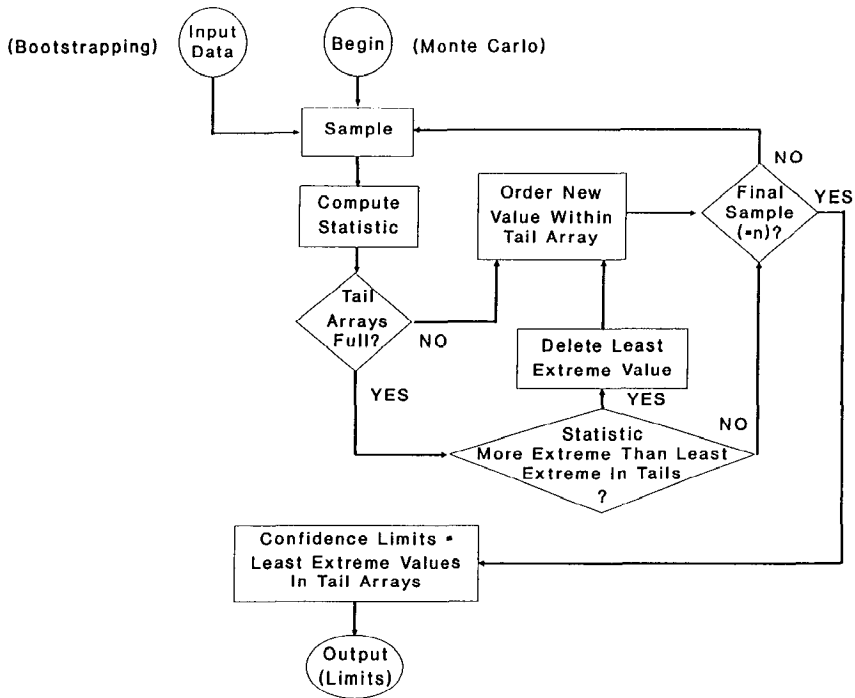 (Bootstrapping)
Input
Data
Begin
(Monte Carlo)
Sample
Compute
Statistic
Order New
Value Within
Tail Array
NO
Final
Sample
(=n)?
YES
Tail
Arrays
Full?
NO
YES
Delete Least
Extreme Value
YES
NO
Statistic
More Extreme Than Least
Extreme In Tails
?
Confidence Limits =
Least Extreme Values
In Tail Arrays
Output
(Limits)